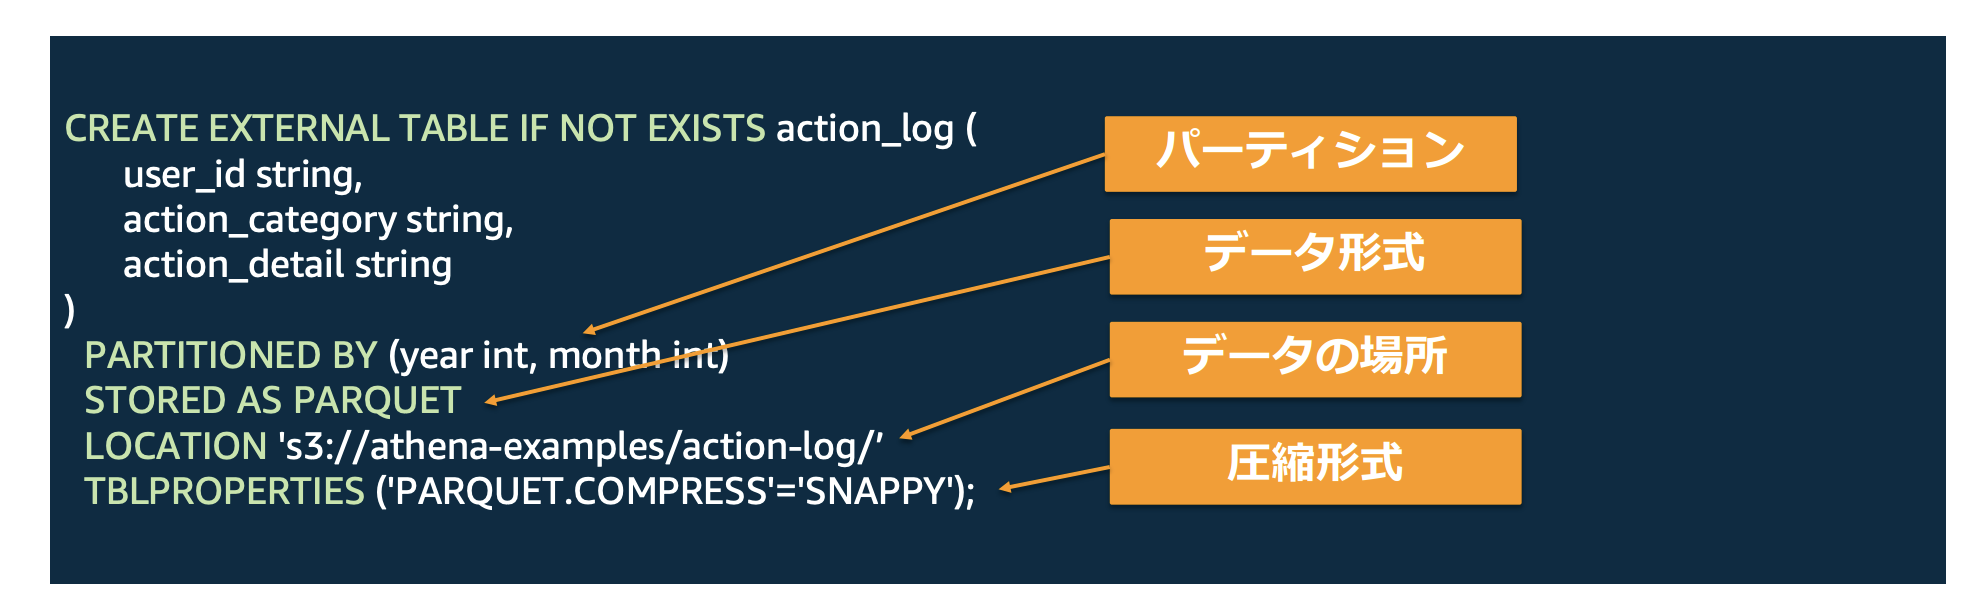 CREATE EXTERNAL TABLE IF NOT EXISTS action_log (
user_id string,
action_category string,
action_detail string
)
PARTITIONED BY (year int, month int)
STORED AS PARQUET
LOCATION 's3://athena-examples/action-log/’
TBLPROPERTIES ('PARQUET.COMPRESS'='SNAPPY');
パーティション
データ形式
データの場所
圧縮形式